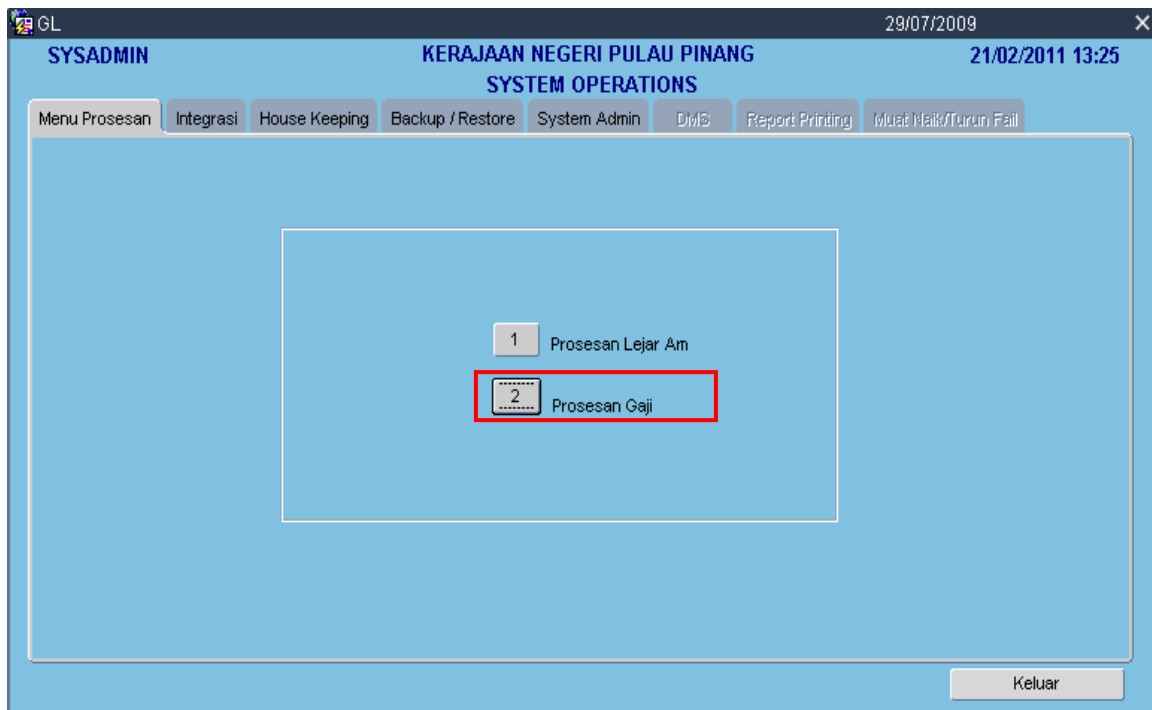 GL 29/07/2009
SYSADMIN KERAJAAN NEGERI PULAU PINANG 21/02/2011 13:25
SYSTEM OPERATIONS
Menu Prosesan Integrasi House Keeping Backup / Restore System Admin DMS Report Printing Muat Naik/Turun Fail
1 Prosesan Lejar Am
2 Prosesan Gaji
Keluar